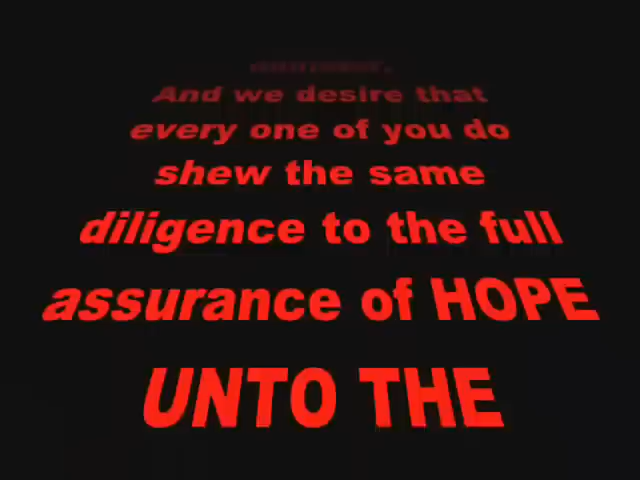 And we desire that
every one of you do
shew the same
diligence to the full
assurance of HOPE
UNTO THE